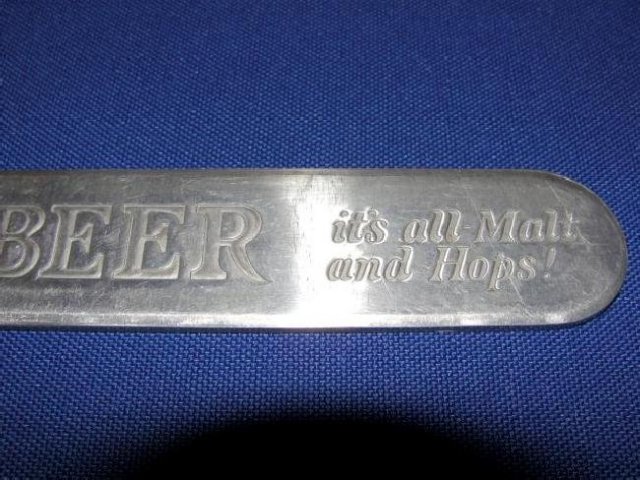 BEER
it's all-Malt
and Hops!